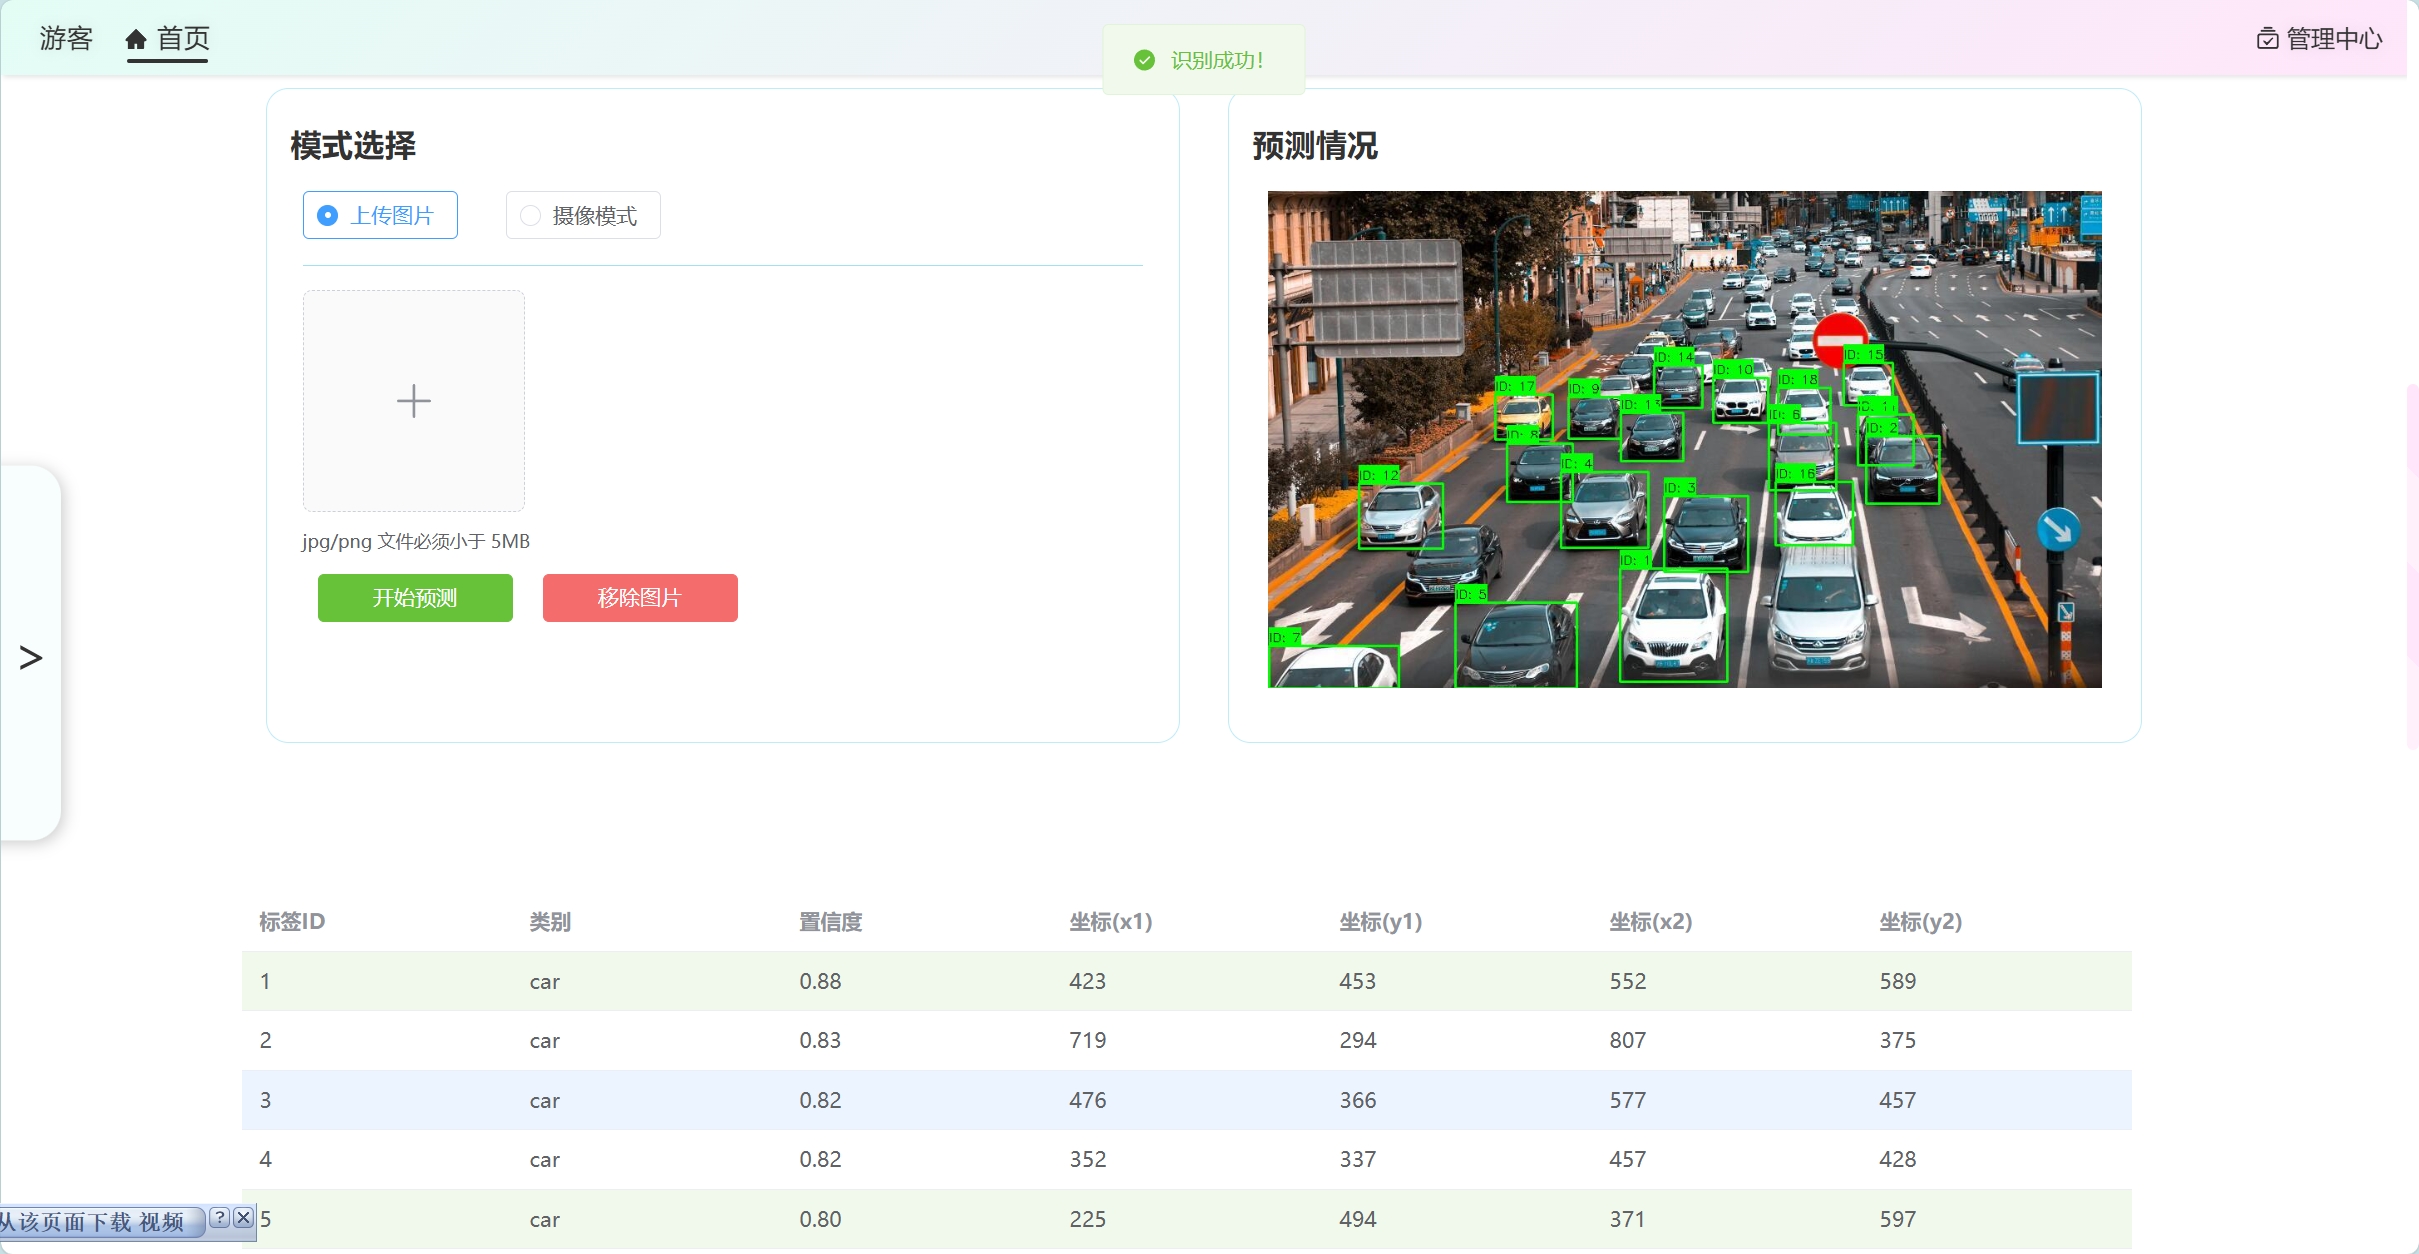 游客 首页 管理中心
识别成功!
模式选择
上传图片 摄像模式
jpg/png 文件必须小于 5MB
开始预测 移除图片
>
预测情况
ID: 14
ID: 15
ID: 10
ID: 18
ID: 17
ID: 9
ID: 13
ID: 6
ID: 11
ID: 2
ID: 8
ID: 4
ID: 16
ID: 12
ID: 3
ID: 1
ID: 5
ID: 7
标签ID 类别 置信度 坐标(x1) 坐标(y1) 坐标(x2) 坐标(y2)
1 car 0.88 423 453 552 589
2 car 0.83 719 294 807 375
3 car 0.82 476 366 577 457
4 car 0.82 352 337 457 428
5 car 0.80 225 494 371 597
从该页面下载 视频 ?